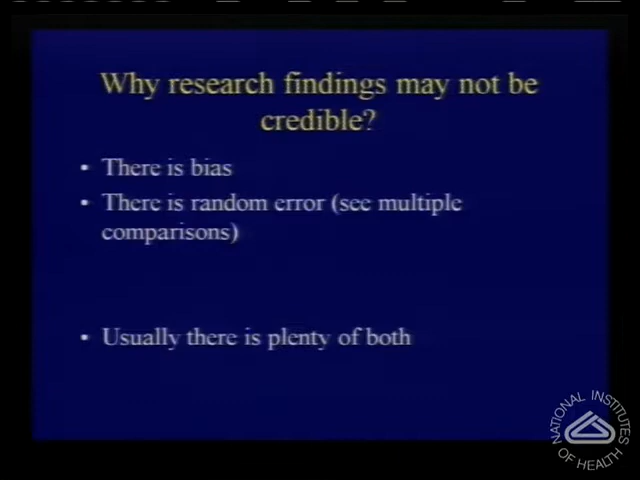 Why research findings may not be
credible?
• There is bias
• There is random error (see multiple
comparisons)
• Usually there is plenty of both
NATIONAL INSTITUTES
OF HEALTH